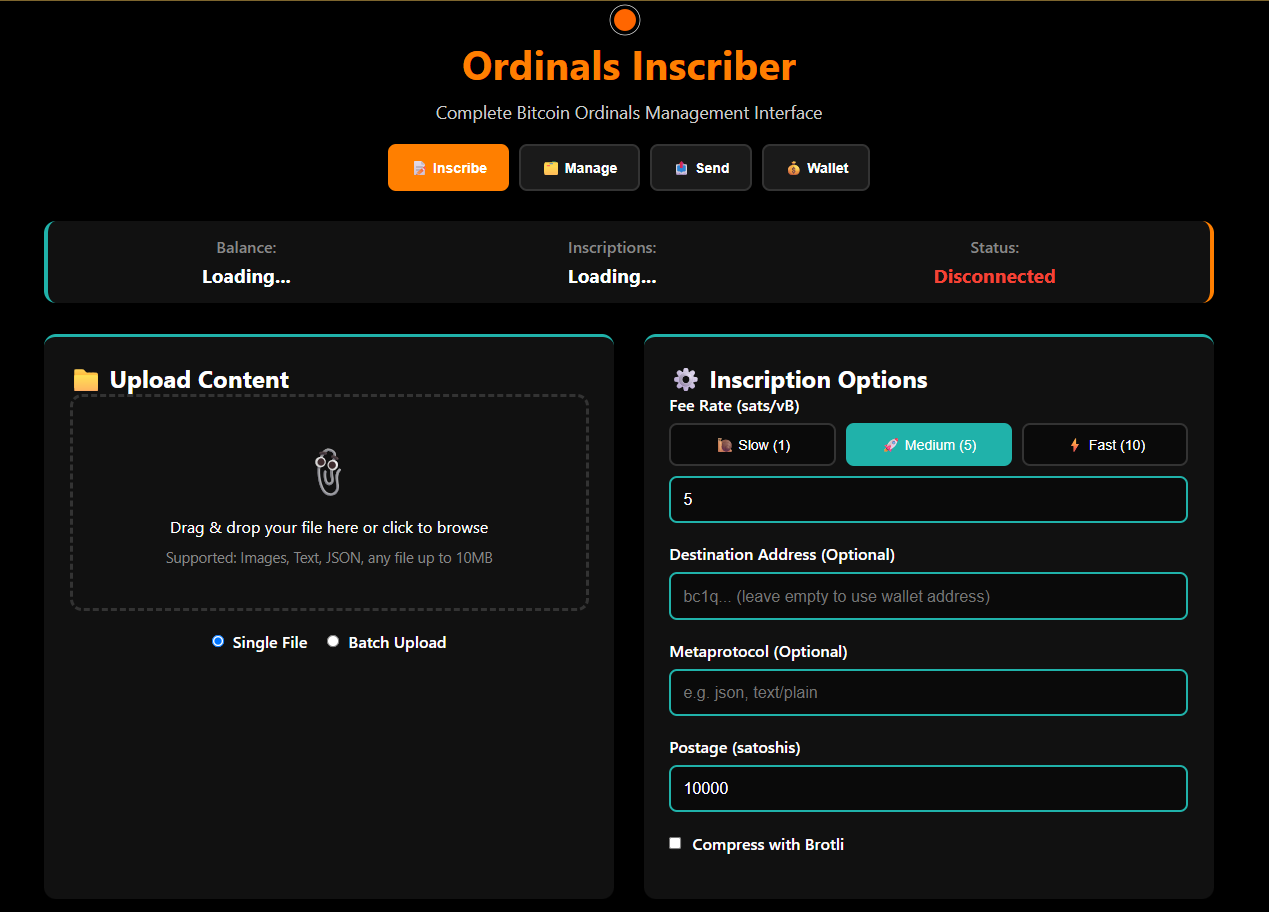 Ordinals Inscriber
Complete Bitcoin Ordinals Management Interface
Inscribe Manage Send Wallet
Balance: Inscriptions: Status:
Loading... Loading... Disconnected
Upload Content
Drag & drop your file here or click to browse
Supported: Images, Text, JSON, any file up to 10MB
Single File Batch Upload
Inscription Options
Fee Rate (sats/vB)
Slow (1) Medium (5) Fast (10)
5
Destination Address (Optional)
bc1q... (leave empty to use wallet address)
Metaprotocol (Optional)
e.g. json, text/plain
Postage (satoshis)
10000
Compress with Brotli